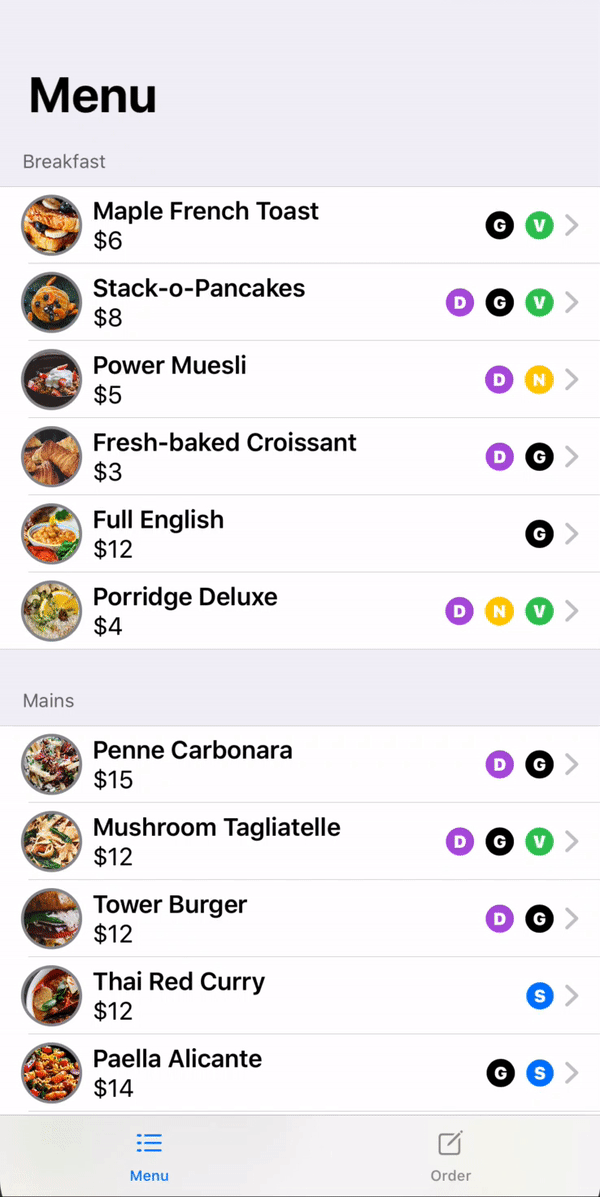 Menu
Breakfast
Maple French Toast
$6
G V
Stack-o-Pancakes
$8
D G V
Power Muesli
$5
D N
Fresh-baked Croissant
$3
D G
Full English
$12
G
Porridge Deluxe
$4
D N V
Mains
Penne Carbonara
$15
D G
Mushroom Tagliatelle
$12
D G V
Tower Burger
$12
D G
Thai Red Curry
$12
S
Paella Alicante
$14
G S
Menu
Order